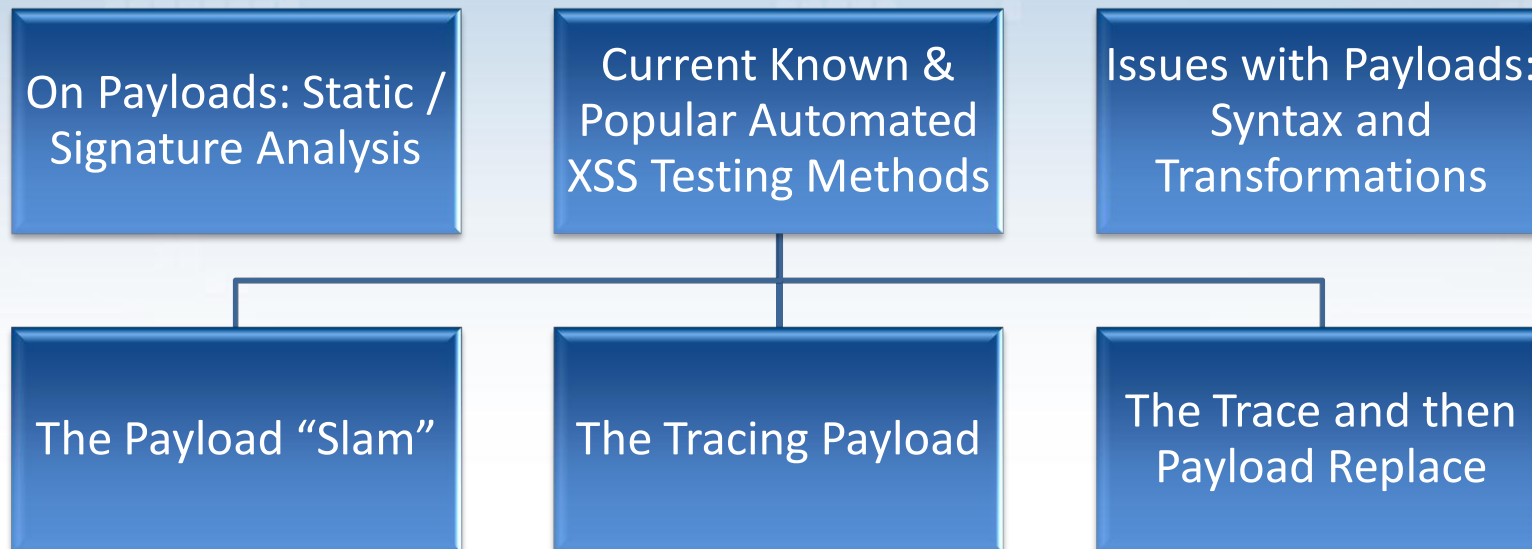 On Payloads: Static /
Signature Analysis
Current Known &
Popular Automated
XSS Testing Methods
Issues with Payloads:
Syntax and
Transformations
The Payload “Slam”
The Tracing Payload
The Trace and then
Payload Replace